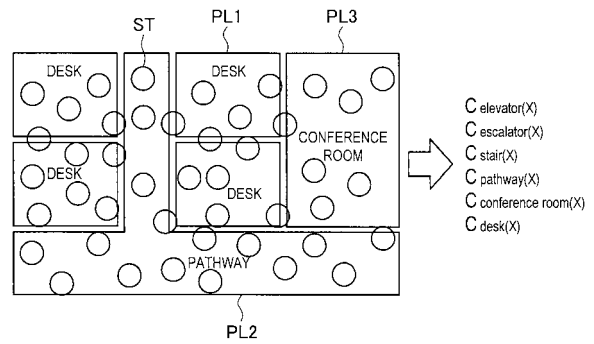 ST
PL1
PL3
DESK
DESK
CONFERENCE
ROOM
DESK
DESK
PATHWAY
PL2
C elevator(X)
C escalator(X)
C stair(X)
C pathway(X)
C conference room(X)
C desk(X)